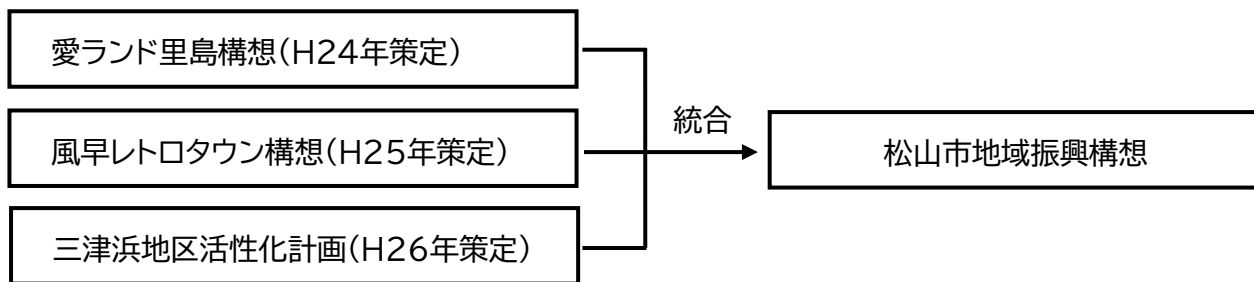 愛ランド里島構想(H24年策定)
風早レトロタウン構想(H25年策定)
三津浜地区活性化計画(H26年策定)
統合
松山市地域振興構想